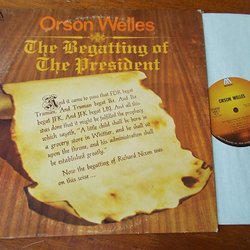 Orson Welles
The Begatting of
The President
And it came to pass that FDR begat
Truman. And Truman begat Ike. And Ike
begat JFK. And JFK begat LBJ. And all this
was done that it might be fulfilled the prophecy
which sayeth, "A little child shall be born in
a grocery store in Whittier, and he shall sit
upon the throne, and his administration shall
be established greatly."
Now the begatting of Richard Nixon was
on this wise ...
ORSON WELLES